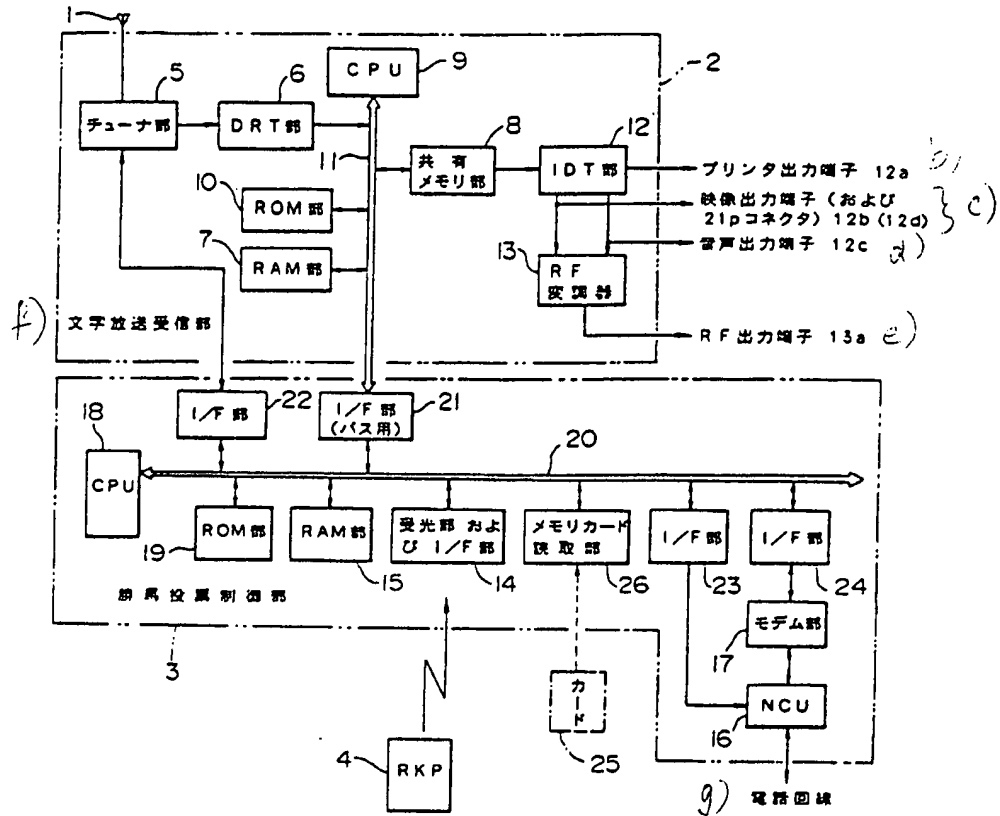 1
2
5
6
CPU
9
チューナ部
DRT部
11
8
12
共有
メモリ部
IDT部
プリンタ出力端子 12a
b)
10
ROM部
映像出力端子(および
21pコネクタ) 12b (12d)
} c)
7
RAM部
13
RF
変調器
音声出力端子 12c
d)
f)
文字放送受信部
RF出力端子 13a
e)
I/F部
22
I/F部
(バス用)
21
18
CPU
20
ROM部
19
RAM部
15
受光部および I/F部
14
メモリカード
読取部
26
I/F部
23
I/F部
24
勝馬投票制御部
3
モデム部
17
NCU
16
カード
25
4
RKP
g)
電話回線